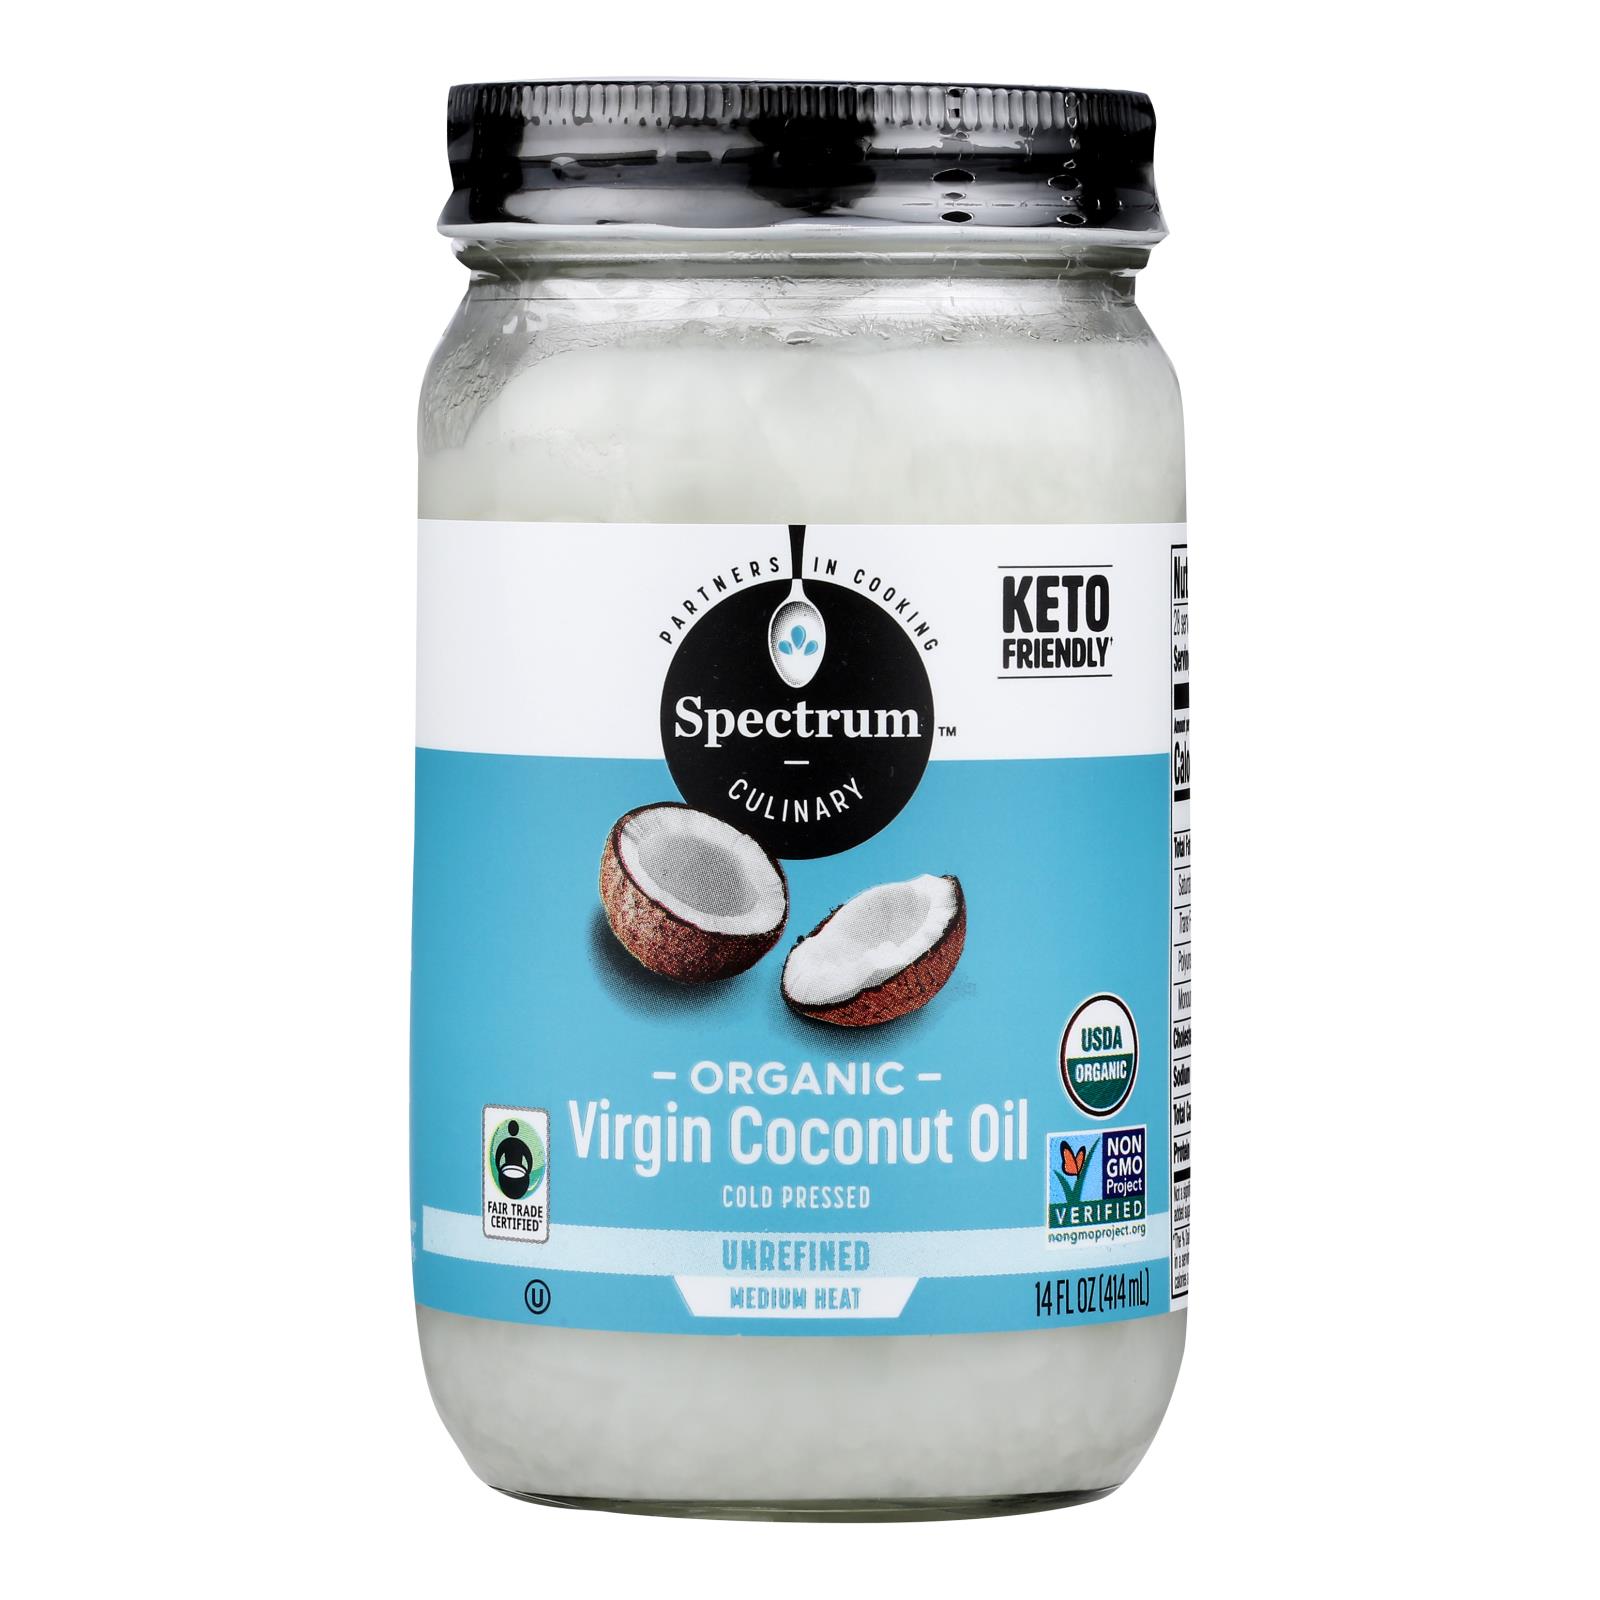 PARTNERS IN COOKING
Spectrum™
CULINARY
KETO
FRIENDLY†
ORGANIC
Virgin Coconut Oil
COLD PRESSED
UNREFINED
MEDIUM HEAT
FAIR TRADE
CERTIFIED™
U
USDA
ORGANIC
NON
GMO
Project
VERIFIED
nongmoproject.org
14 FL OZ (414 mL)